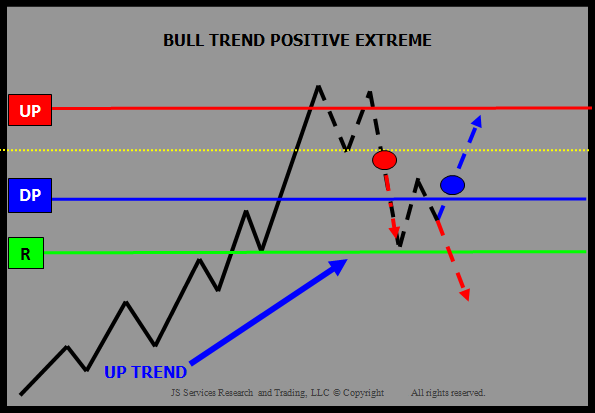 BULL TREND POSITIVE EXTREME
UP
DP
R
UP TREND
JS Services Research and Trading, LLC © Copyright All rights reserved.